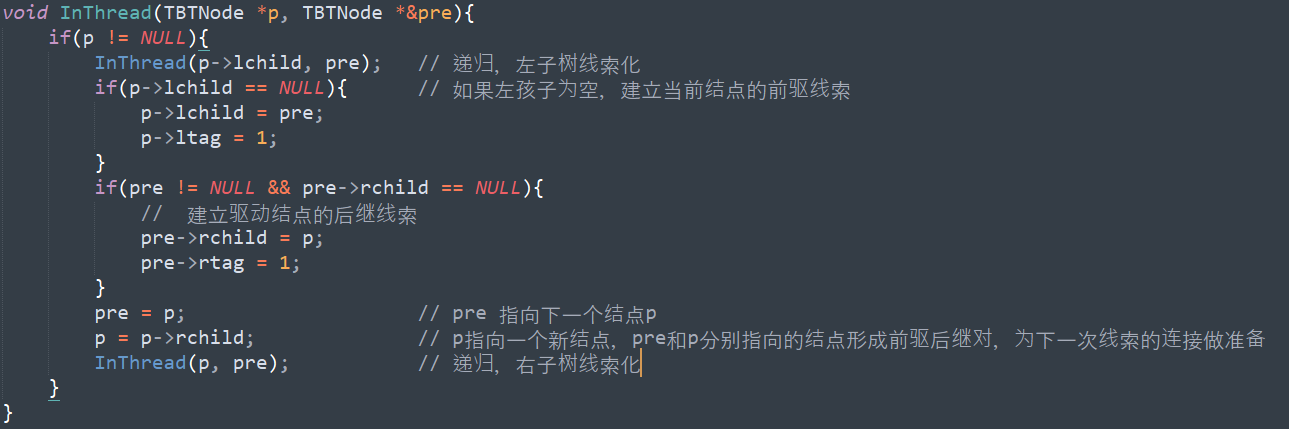 void InThread(TBTNode *p, TBTNode *&pre){
    if(p != NULL){
        InThread(p->lchild, pre);   // 递归，左子树线索化
        if(p->lchild == NULL){      // 如果左孩子为空，建立当前结点的前驱线索
            p->lchild = pre;
            p->ltag = 1;
        }
        if(pre != NULL && pre->rchild == NULL){
            //  建立驱动结点的后继线索
            pre->rchild = p;
            pre->rtag = 1;
        }
        pre = p;                    // pre 指向下一个结点p
        p = p->rchild;              // p指向一个新结点，pre和p分别指向的结点形成前驱后继对，为下一次线索的连接做准备
        InThread(p, pre);           // 递归，右子树线索化
    }
}